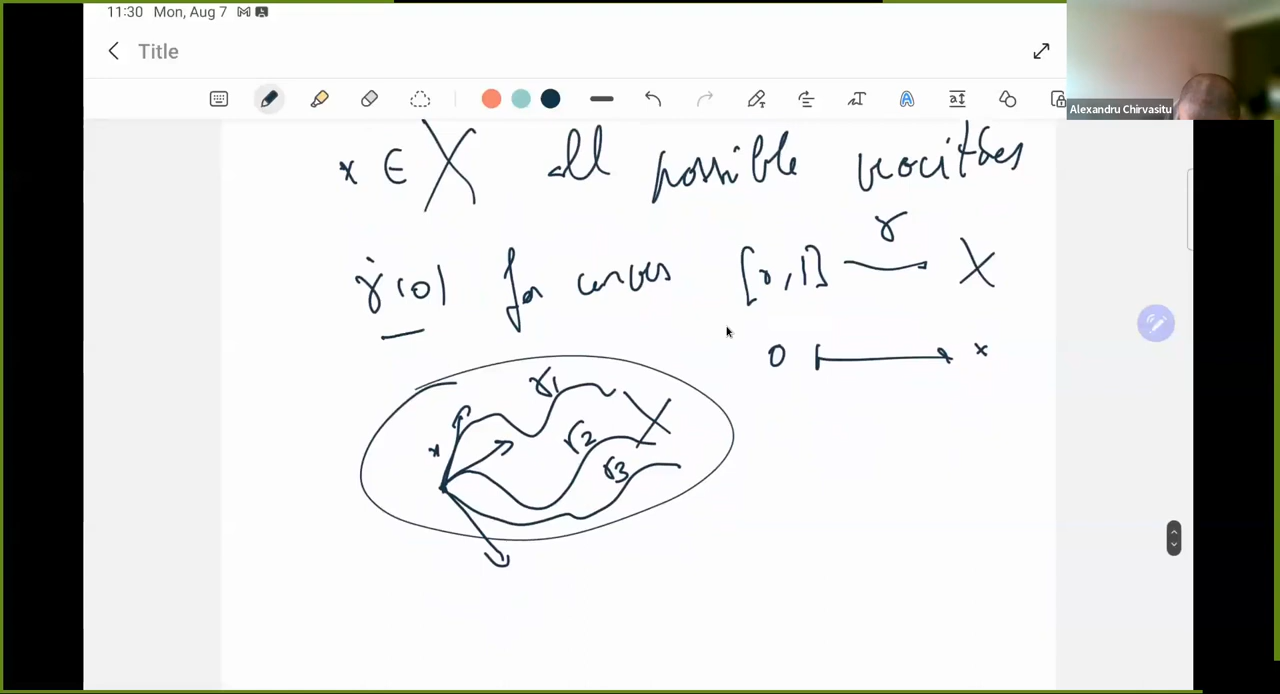 11:30 Mon, Aug 7
Title
Alexandru Chirvasitu
x ∈ X all possible velocities
γ̇(0) for curves [0,1] —γ→ X
0 ↦ x
γ1
x X
γ2
γ3